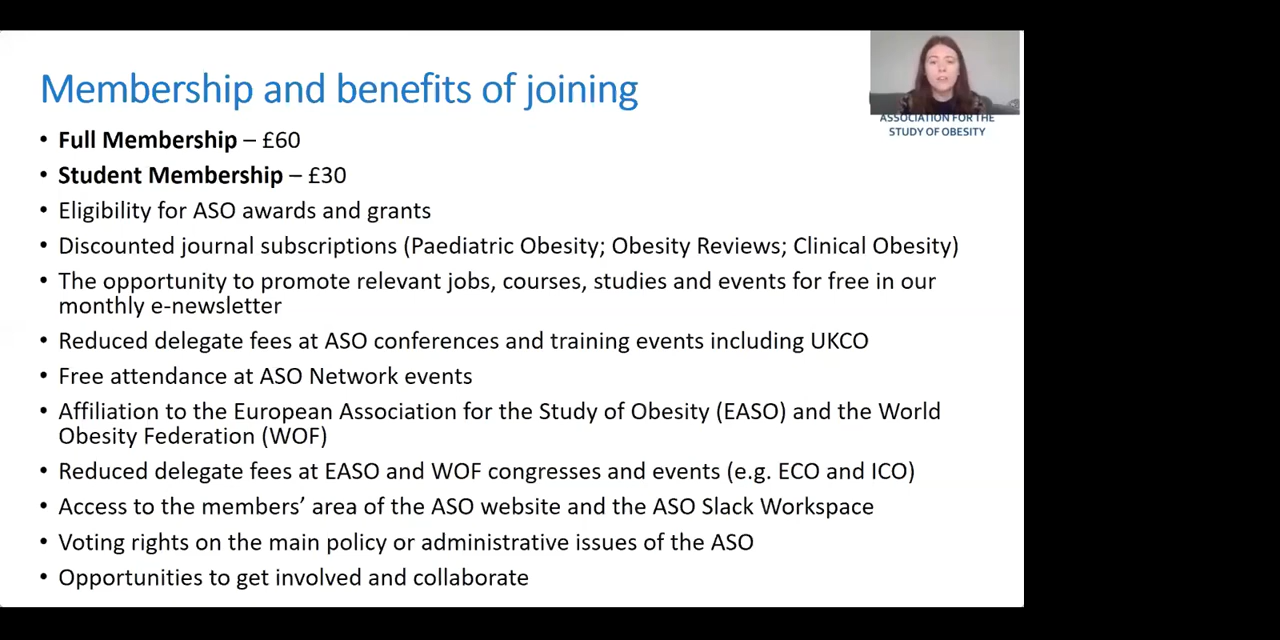 Membership and benefits of joining
ASSOCIATION FOR THE
STUDY OF OBESITY
• Full Membership – £60
• Student Membership – £30
• Eligibility for ASO awards and grants
• Discounted journal subscriptions (Paediatric Obesity; Obesity Reviews; Clinical Obesity)
• The opportunity to promote relevant jobs, courses, studies and events for free in our
monthly e-newsletter
• Reduced delegate fees at ASO conferences and training events including UKCO
• Free attendance at ASO Network events
• Affiliation to the European Association for the Study of Obesity (EASO) and the World
Obesity Federation (WOF)
• Reduced delegate fees at EASO and WOF congresses and events (e.g. ECO and ICO)
• Access to the members’ area of the ASO website and the ASO Slack Workspace
• Voting rights on the main policy or administrative issues of the ASO
• Opportunities to get involved and collaborate